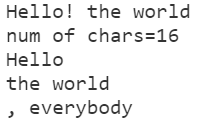 Hello! the world
num of chars=16
Hello
the world
, everybody